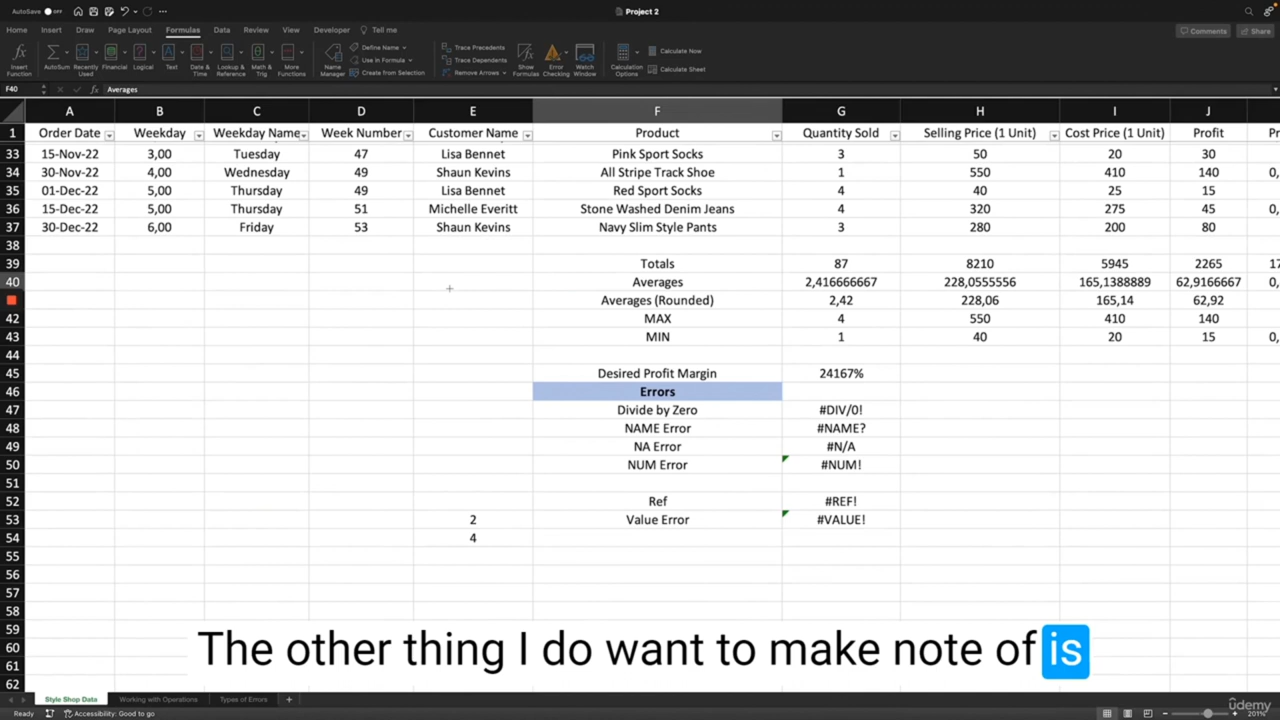 AutoSave OFF
Project 2
Home Insert Draw Page Layout Formulas Data Review View Developer Tell me
Comments Share
Insert Function
AutoSum
Recently Used
Financial
Logical
Text
Date & Time
Lookup & Reference
Math & Trig
More Functions
Name Manager
Define Name
Use in Formula
Create from Selection
Trace Precedents
Trace Dependents
Remove Arrows
Show Formulas
Error Checking
Watch Window
Calculation Options
Calculate Now
Calculate Sheet
F40 fx Averages
A B C D E F G H I J
1 Order Date Weekday Weekday Name Week Number Customer Name Product Quantity Sold Selling Price (1 Unit) Cost Price (1 Unit) Profit Pr
33 15-Nov-22 3,00 Tuesday 47 Lisa Bennet Pink Sport Socks 3 50 20 30
34 30-Nov-22 4,00 Wednesday 49 Shaun Kevins All Stripe Track Shoe 1 550 410 140 0,
35 01-Dec-22 5,00 Thursday 49 Lisa Bennet Red Sport Socks 4 40 25 15
36 15-Dec-22 5,00 Thursday 51 Michelle Everitt Stone Washed Denim Jeans 4 320 275 45 0,
37 30-Dec-22 6,00 Friday 53 Shaun Kevins Navy Slim Style Pants 3 280 200 80
38
39 Totals 87 8210 5945 2265 17
40 Averages 2,416666667 228,0555556 165,1388889 62,9166667 0,
Averages (Rounded) 2,42 228,06 165,14 62,92
42 MAX 4 550 410 140
43 MIN 1 40 20 15 0,
44
45 Desired Profit Margin 24167%
46 Errors
47 Divide by Zero #DIV/0!
48 NAME Error #NAME?
49 NA Error #N/A
50 NUM Error #NUM!
51
52 Ref #REF!
53 2 Value Error #VALUE!
54 4
55
56
57
58
59
60
61
62
The other thing I do want to make note of is
Style Shop Data Working with Operations Types of Errors +
Ready Accessibility: Good to go
201%
udemy